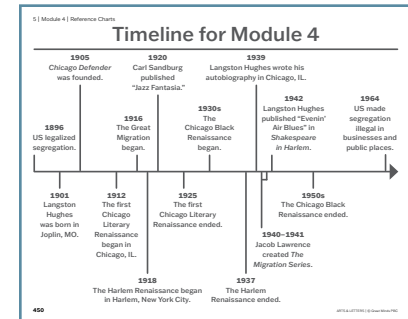 5 | Module 4 | Reference Charts
Timeline for Module 4
1905
Chicago Defender
was founded.
1920
Carl Sandburg
published
"Jazz Fantasia."
1939
Langston Hughes wrote his
autobiography in Chicago, IL.
1896
US legalized
segregation.
1916
The Great
Migration
began.
1930s
The
Chicago Black
Renaissance
began.
1942
Langston Hughes
published "Evenin'
Air Blues" in
Shakespeare
in Harlem.
1964
US made
segregation
illegal in
businesses and
public places.
1901
Langston
Hughes
was born in
Joplin, MO.
1912
The first
Chicago
Literary
Renaissance
began in
Chicago, IL.
1925
The first
Chicago Literary
Renaissance ended.
1950s
The Chicago Black
Renaissance ended.
1940–1941
Jacob Lawrence
created The
Migration Series.
1918
The Harlem Renaissance began
in Harlem, New York City.
1937
The Harlem
Renaissance ended.
450
ARTS & LETTERS | © Great Minds PBC